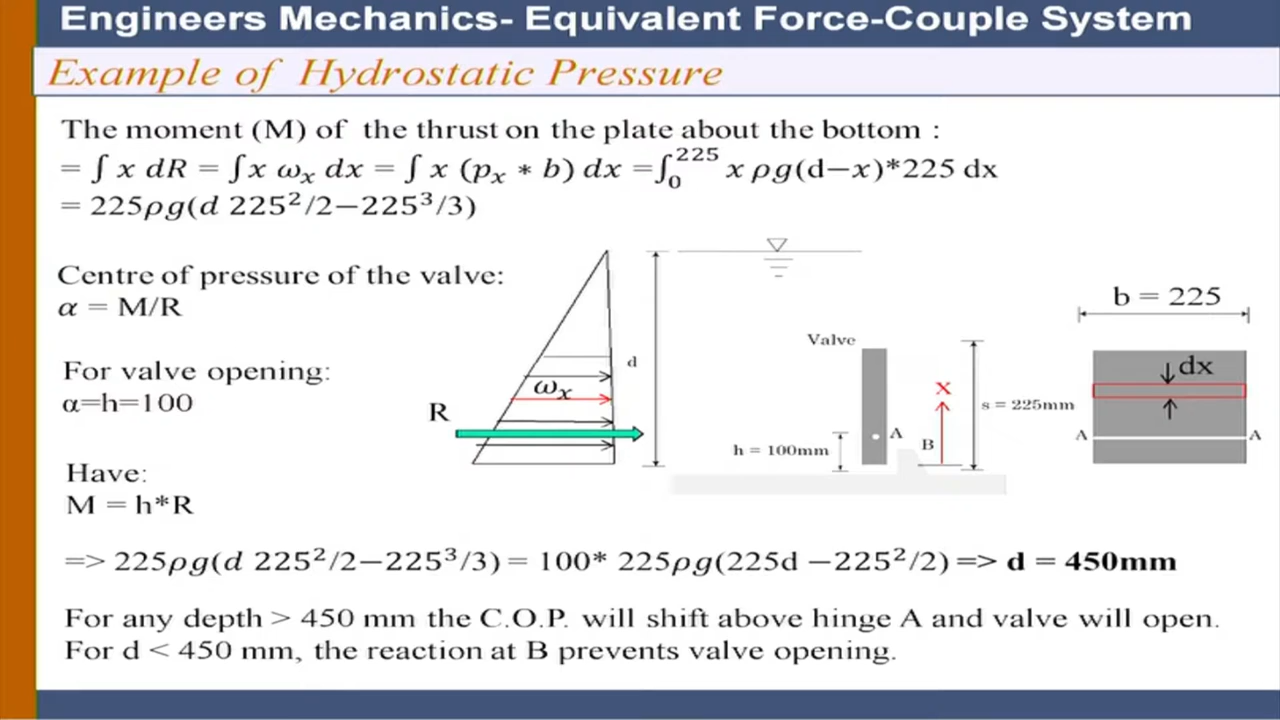 Engineers Mechanics- Equivalent Force-Couple System
Example of Hydrostatic Pressure
The moment (M) of the thrust on the plate about the bottom :
= ∫ x dR = ∫x ωₓ dx = ∫ x (pₓ * b) dx =∫₀²²⁵ x ρg(d−x)*225 dx
= 225ρg(d 225²/2−225³/3)
Centre of pressure of the valve:
α = M/R
For valve opening:
α=h=100
Have:
M = h*R
R
ωₓ
d
Valve
h = 100mm
A
B
x
s = 225mm
b = 225
dx
A
A
=> 225ρg(d 225²/2−225³/3) = 100* 225ρg(225d −225²/2) => d = 450mm
For any depth > 450 mm the C.O.P. will shift above hinge A and valve will open.
For d < 450 mm, the reaction at B prevents valve opening.